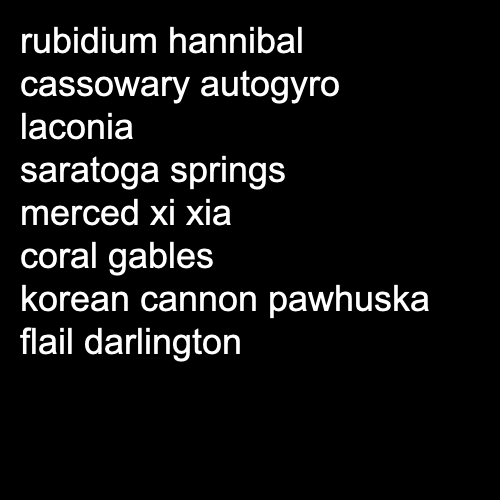 rubidium hannibal
cassowary autogyro
laconia
saratoga springs
merced xi xia
coral gables
korean cannon pawhuska
flail darlington